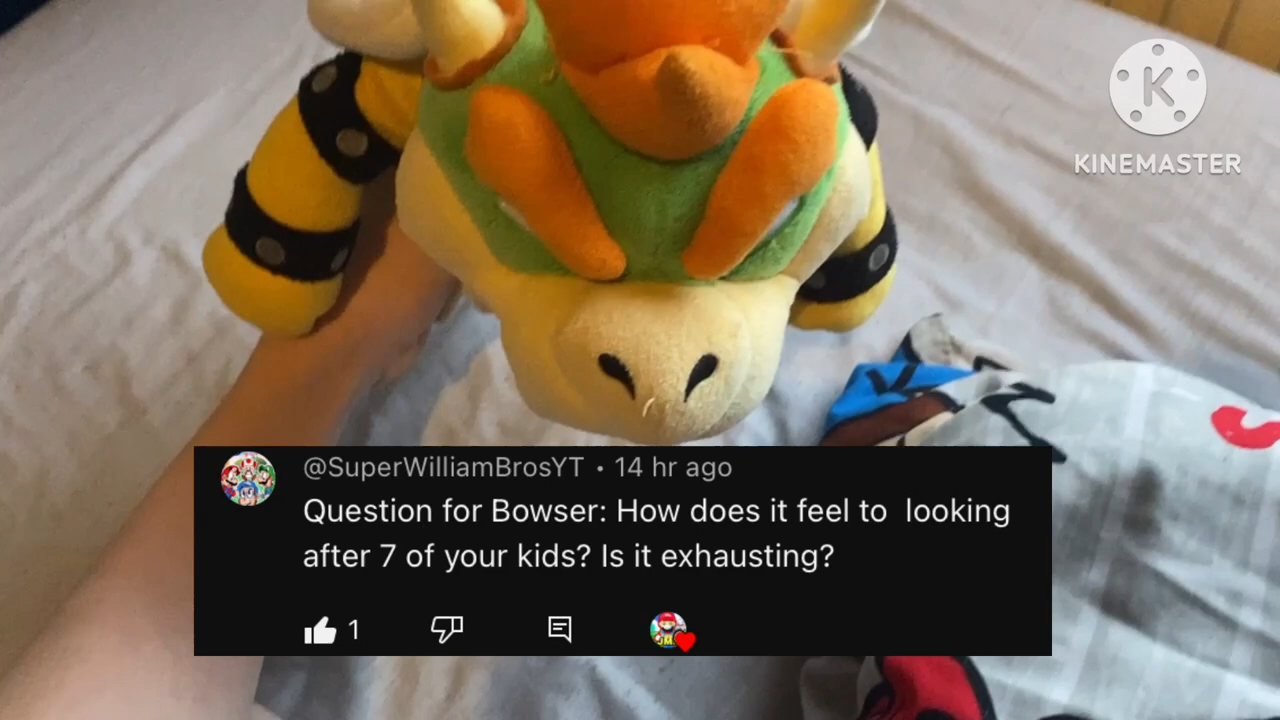 K
KINEMASTER
@SuperWilliamBrosYT • 14 hr ago
Question for Bowser: How does it feel to  looking
after 7 of your kids? Is it exhausting?
1